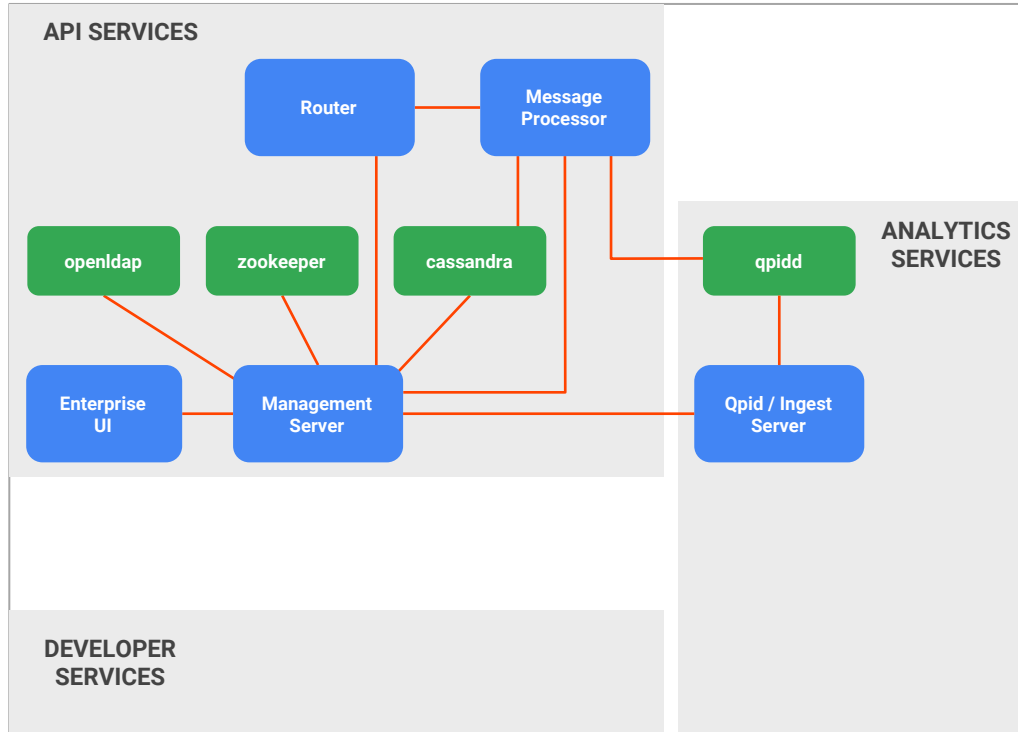 API SERVICES
Router
Message
Processor
openldap
zookeeper
cassandra
qpidd
ANALYTICS
SERVICES
Enterprise
UI
Management
Server
Qpid / Ingest
Server
DEVELOPER
SERVICES